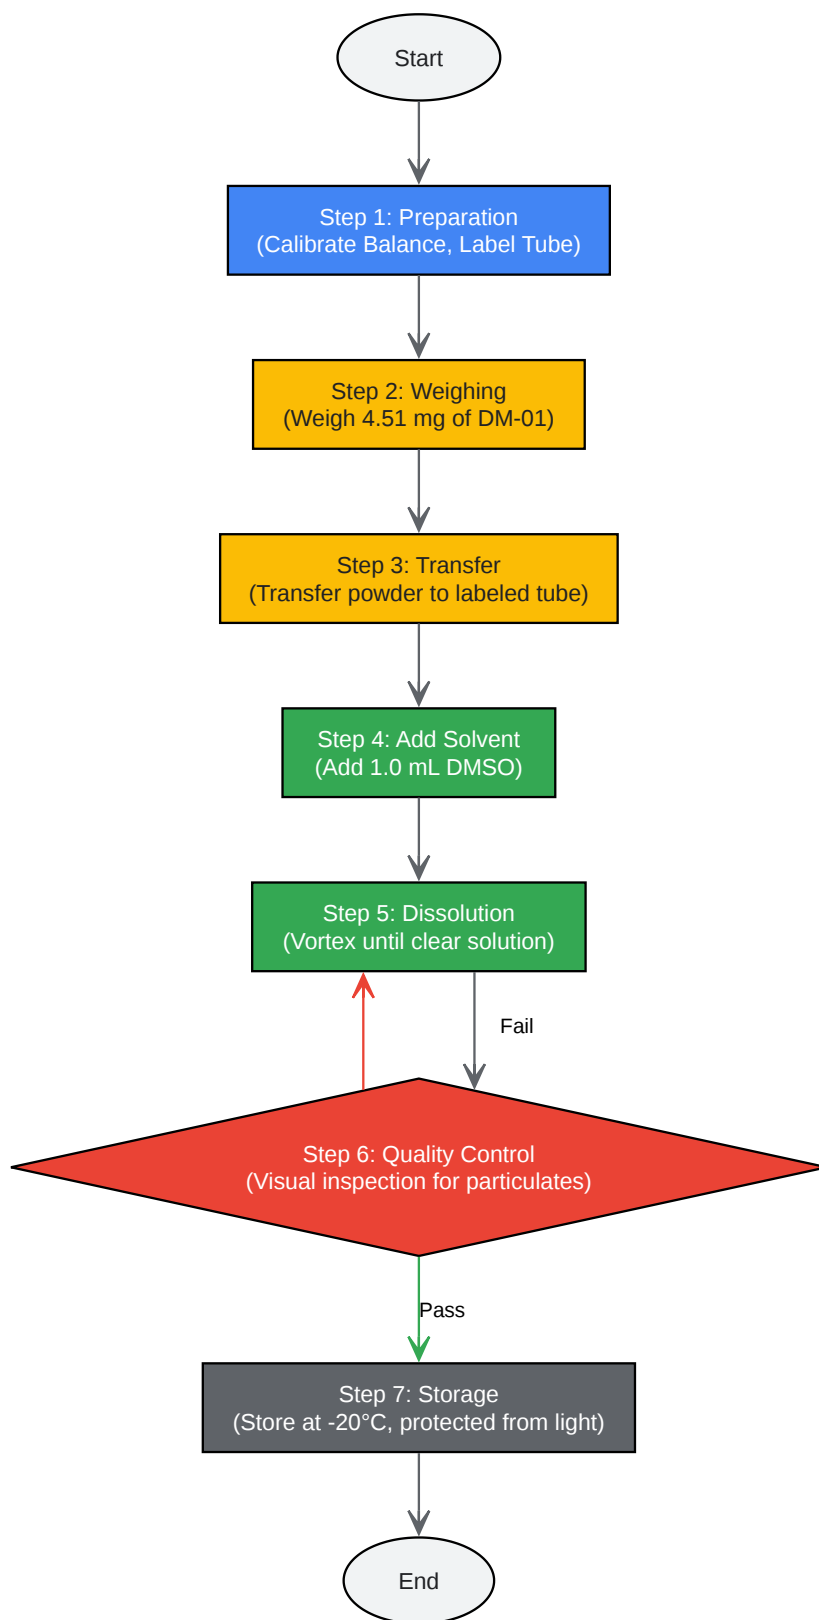 Start
Step 1: Preparation
(Calibrate Balance, Label Tube)
Step 2: Weighing
(Weigh 4.51 mg of DM-01)
Step 3: Transfer
(Transfer powder to labeled tube)
Step 4: Add Solvent
(Add 1.0 mL DMSO)
Step 5: Dissolution
(Vortex until clear solution)
Fail
Step 6: Quality Control
(Visual inspection for particulates)
Pass
Step 7: Storage
(Store at -20°C, protected from light)
End